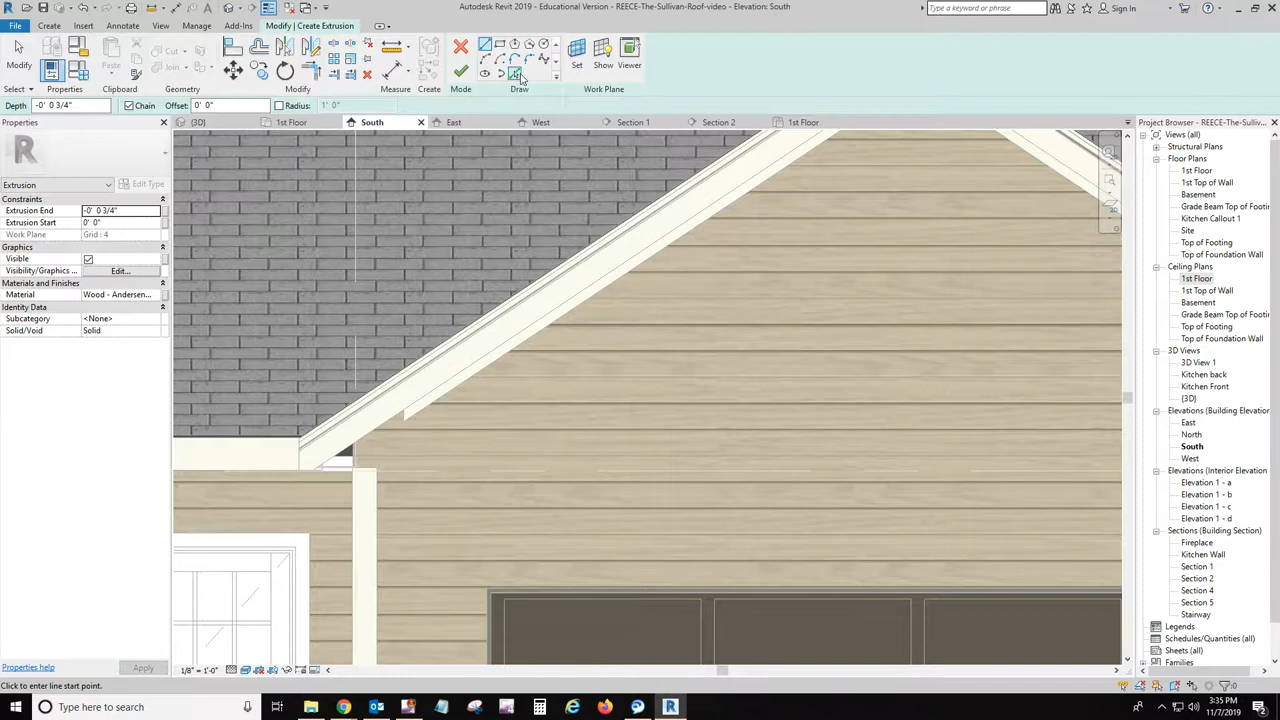 Autodesk Revit 2020 - Educational Version - REECE-The-Sullivan-Roof-video - Elevation: South
Type a keyword or phrase
Sign In
File
Insert
Annotate
View
Manage
Add-Ins
Modify | Create Extrusion
Modify
Paste
Cut
Join
Set
Show
Viewer
Select
Properties
Clipboard
Geometry
Modify
Measure
Create
Mode
Draw
Work Plane
Depth -0' 0 3/4"
Chain
Offset: 0' 0"
Radius: 1' 0"
Properties
{3D}
1st Floor
South
East
West
Section 1
Section 2
1st Floor
Project Browser - REECE-The-Sullivan-...
Extrusion
Edit Type
Constraints
Extrusion End -0' 0 3/4"
Extrusion Start 0' 0"
Work Plane Grid : 4
Graphics
Visible
Visibility/Graphics ... Edit...
Materials and Finishes
Material Wood - Andersen...
Identity Data
Subcategory <None>
Solid/Void Solid
Views (all)
Structural Plans
Floor Plans
1st Floor
1st Top of Wall
Basement
Grade Beam Top of Footing
Kitchen Callout 1
Site
Top of Footing
Top of Foundation Wall
Ceiling Plans
1st Floor
1st Top of Wall
Basement
Grade Beam Top of Footing
Top of Footing
Top of Foundation Wall
3D Views
3D View 1
Kitchen back
Kitchen Front
{3D}
Elevations (Building Elevation
East
North
South
West
Elevations (Interior Elevation
Elevation 1 - a
Elevation 1 - b
Elevation 1 - c
Elevation 1 - d
Sections (Building Section)
Fireplace
Kitchen Wall
Section 1
Section 2
Section 4
Section 5
Stairway
Legends
Schedules/Quantities (all)
Sheets (all)
Families
Properties help
Apply
1/8" = 1'-0"
Click to enter line start point.
:0
Type here to search
3:35 PM
11/7/2019